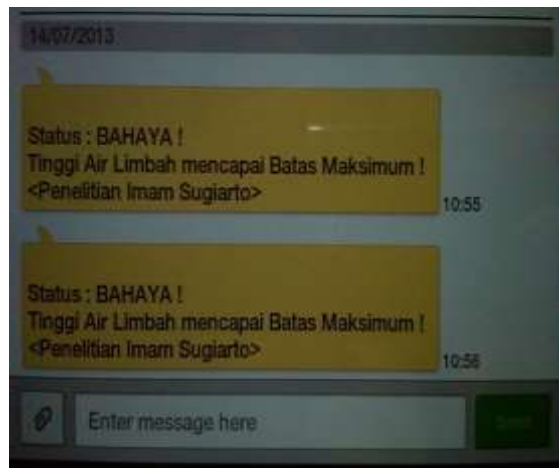 14/07/2013
Status : BAHAYA !
Tinggi Air Limbah mencapai Batas Maksimum !
<Penelitian Imam Sugiarto>
10:55
Status : BAHAYA !
Tinggi Air Limbah mencapai Batas Maksimum !
<Penelitian Imam Sugiarto>
10:56
Enter message here
Send